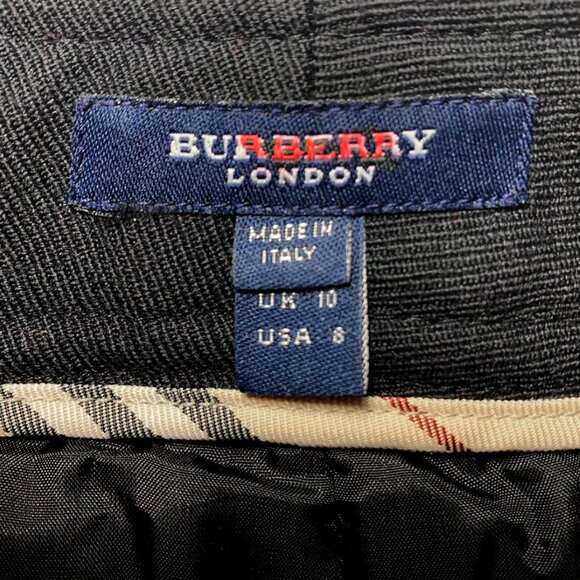 BURBERRY
LONDON
MADE IN
ITALY
UK 10
USA 8